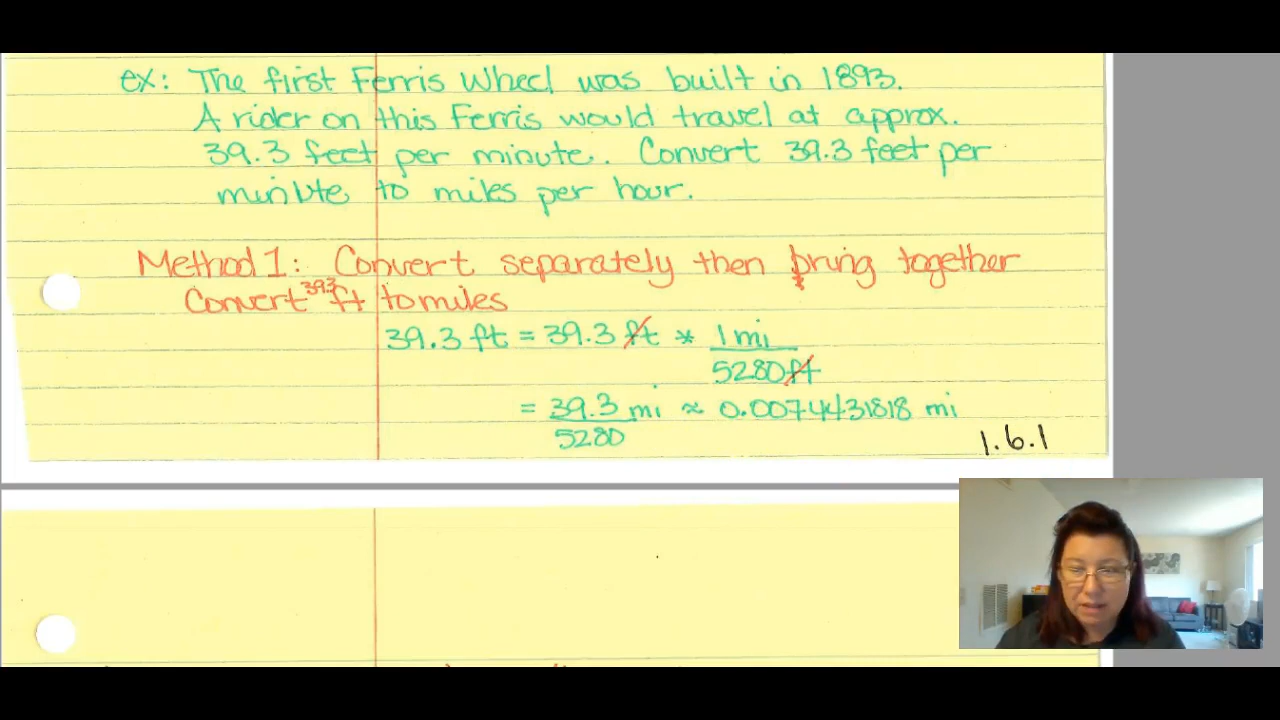 ex: The first Ferris Wheel was built in 1893.
A rider on this Ferris would travel at approx.
39.3 feet per minute. Convert 39.3 feet per
minute to miles per hour.
Method 1: Convert separately then bring together
Convert 39.3 ft to miles
39.3 ft = 39.3 ft * 1 mi
5280 ft
= 39.3 mi ≈ 0.0074431818 mi
5280
1.6.1